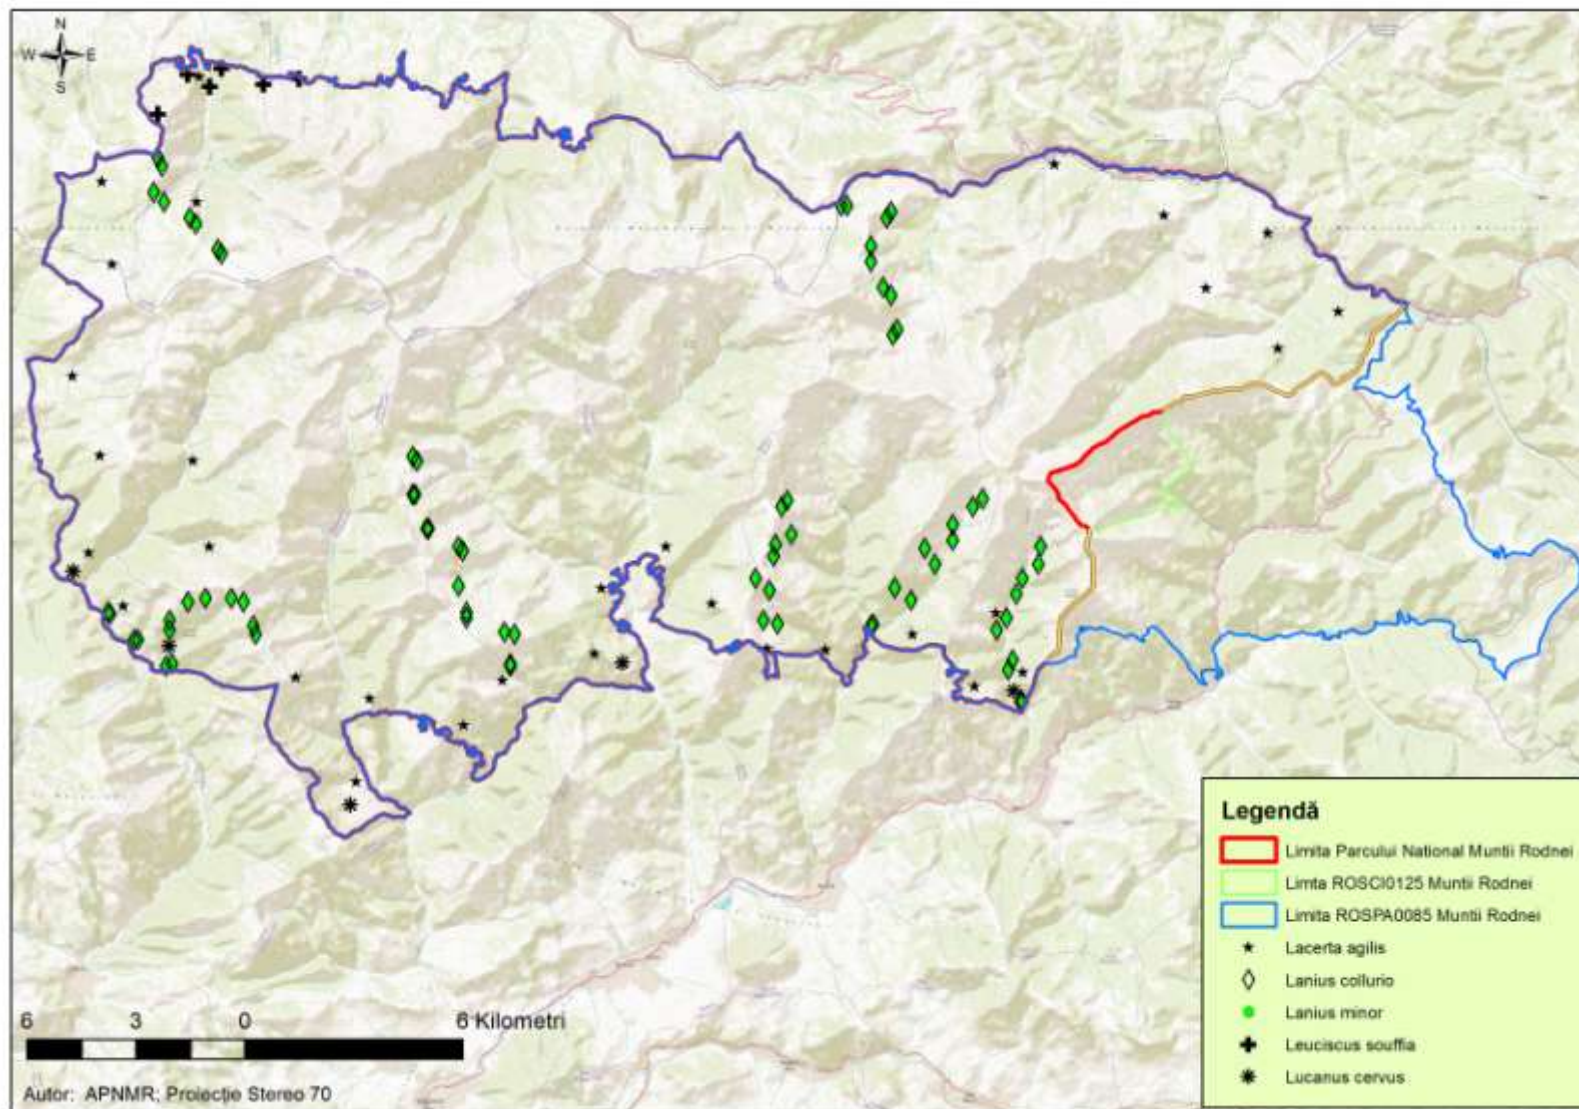 N
W E
S
Legendă
Limita Parcului National Muntii Rodnei
Limta ROSCI0125 Muntii Rodnei
Limita ROSPA0085 Muntii Rodnei
Lacerta agilis
Lanius collurio
Lanius minor
Leuciscus souffia
Lucanus cervus
6 3 0 6 Kilometri
Autor: APNMR; Proiecție Stereo 70